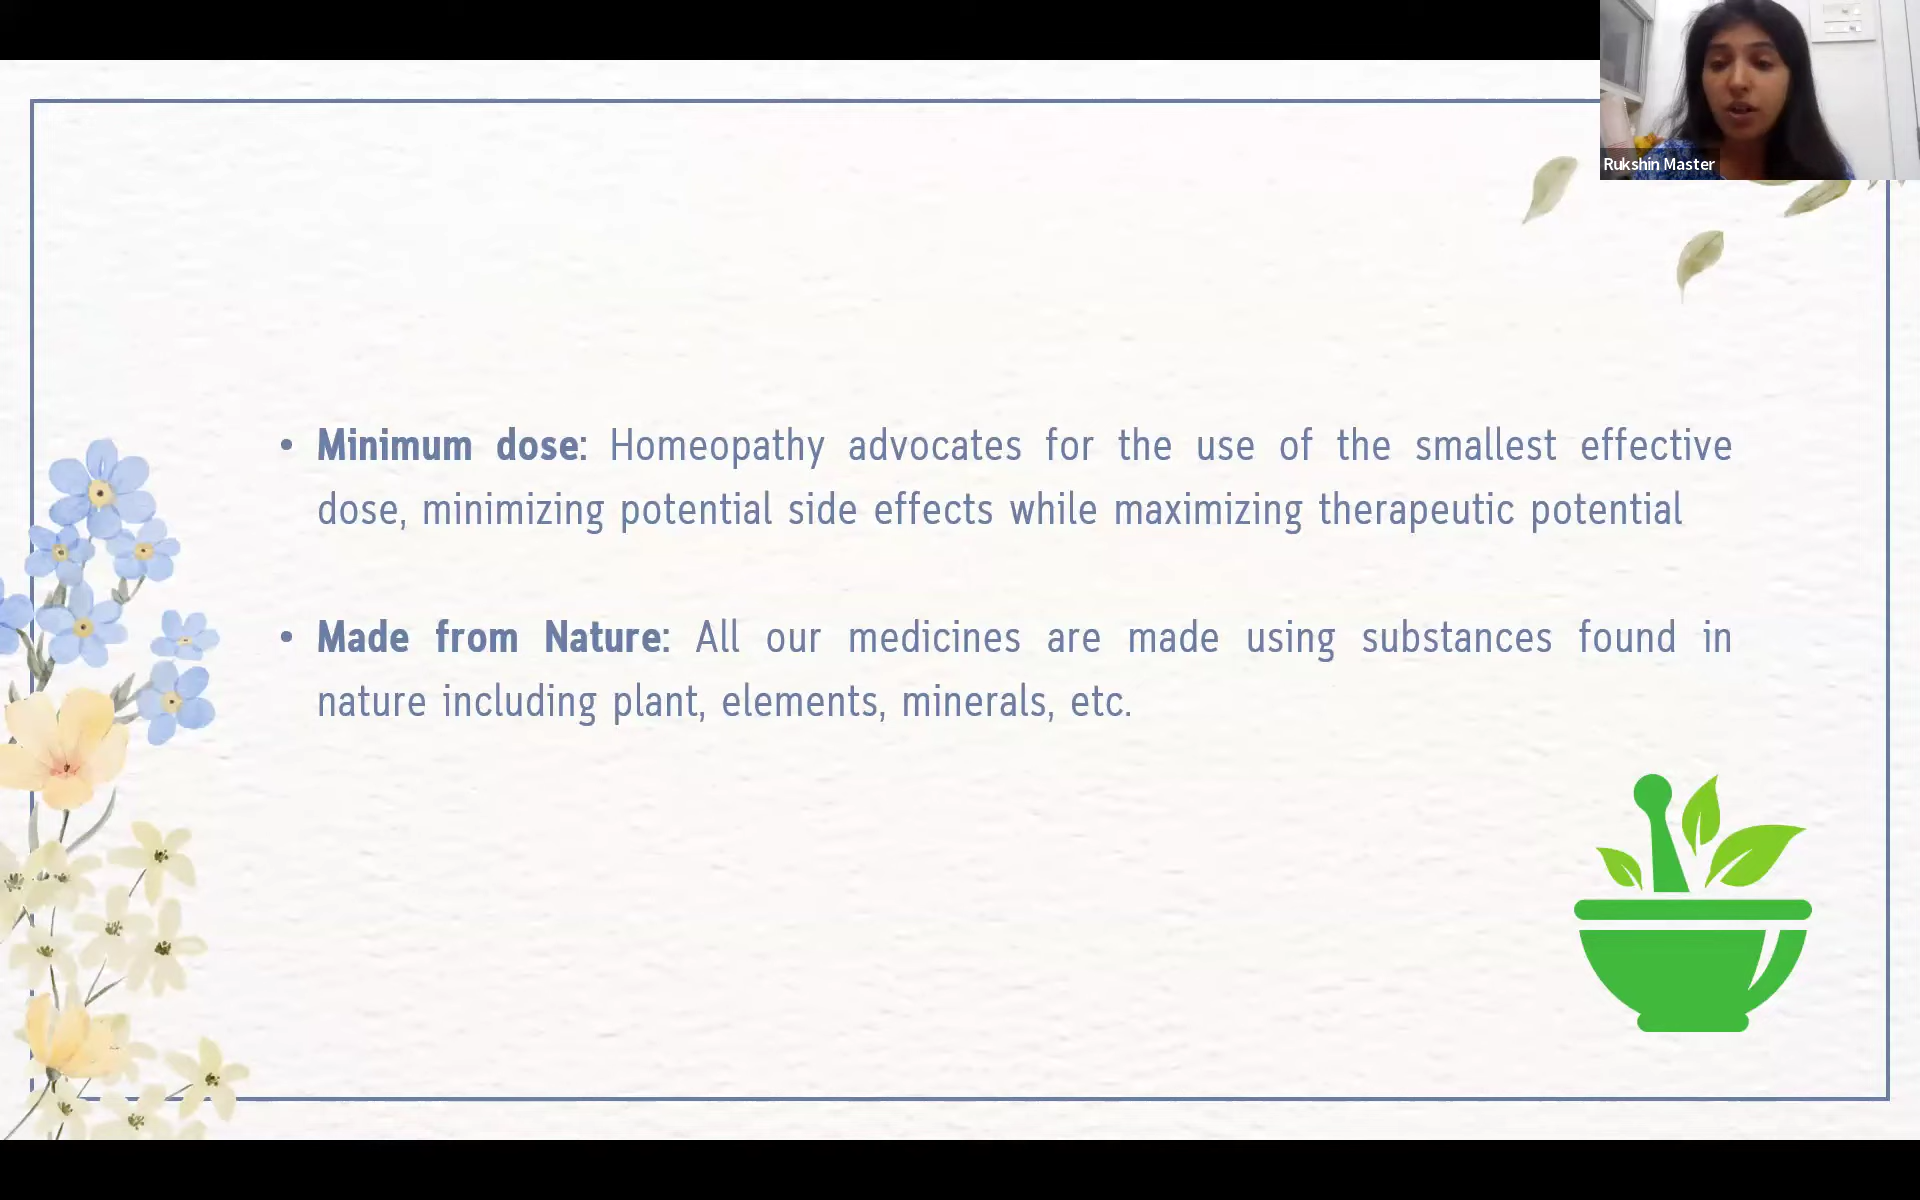 Rukshin Master
• Minimum dose: Homeopathy advocates for the use of the smallest effective
dose, minimizing potential side effects while maximizing therapeutic potential
• Made from Nature: All our medicines are made using substances found in
nature including plant, elements, minerals, etc.